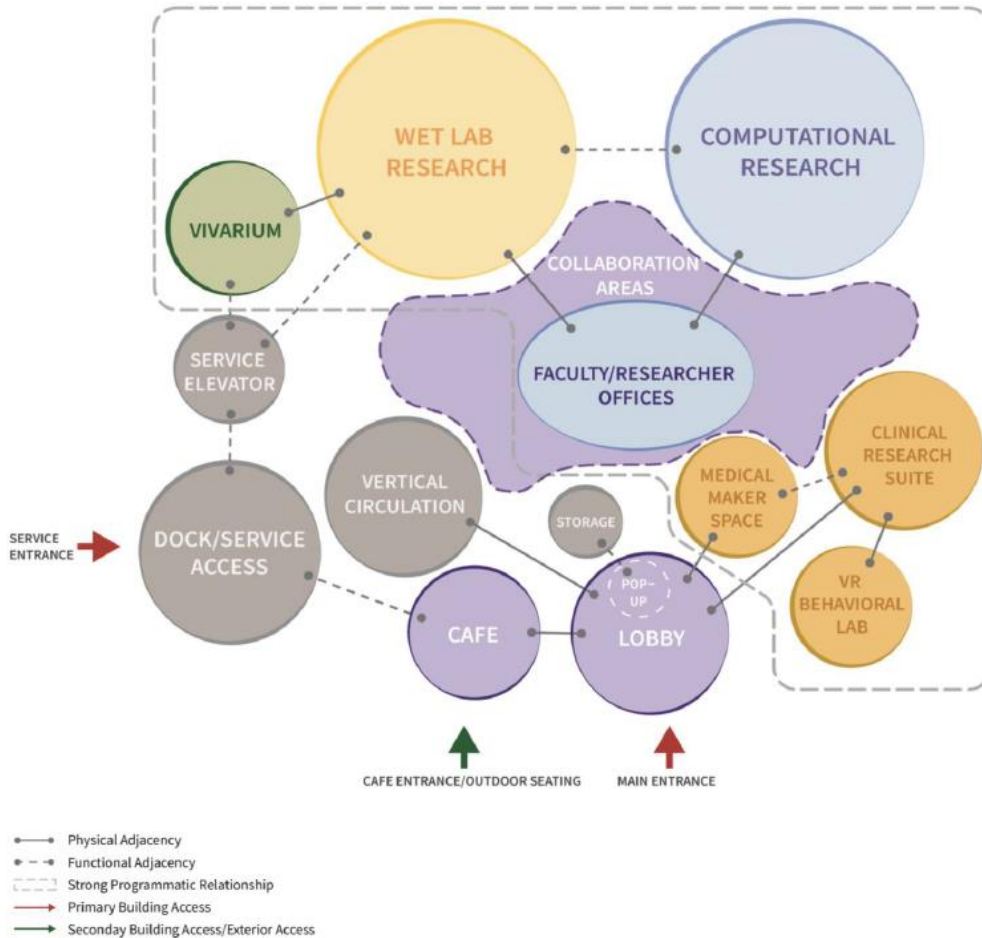 WET LAB
RESEARCH
COMPUTATIONAL
RESEARCH
VIVARIUM
COLLABORATION
AREAS
SERVICE
ELEVATOR
FACULTY/RESEARCHER
OFFICES
CLINICAL
RESEARCH
SUITE
VERTICAL
CIRCULATION
MEDICAL
MAKER
SPACE
STORAGE
SERVICE
ENTRANCE
DOCK/SERVICE
ACCESS
POP-
UP
VR
BEHAVIORAL
LAB
CAFE
LOBBY
CAFE ENTRANCE/OUTDOOR SEATING
MAIN ENTRANCE
Physical Adjacency
Functional Adjacency
Strong Programmatic Relationship
Primary Building Access
Seconday Building Access/Exterior Access